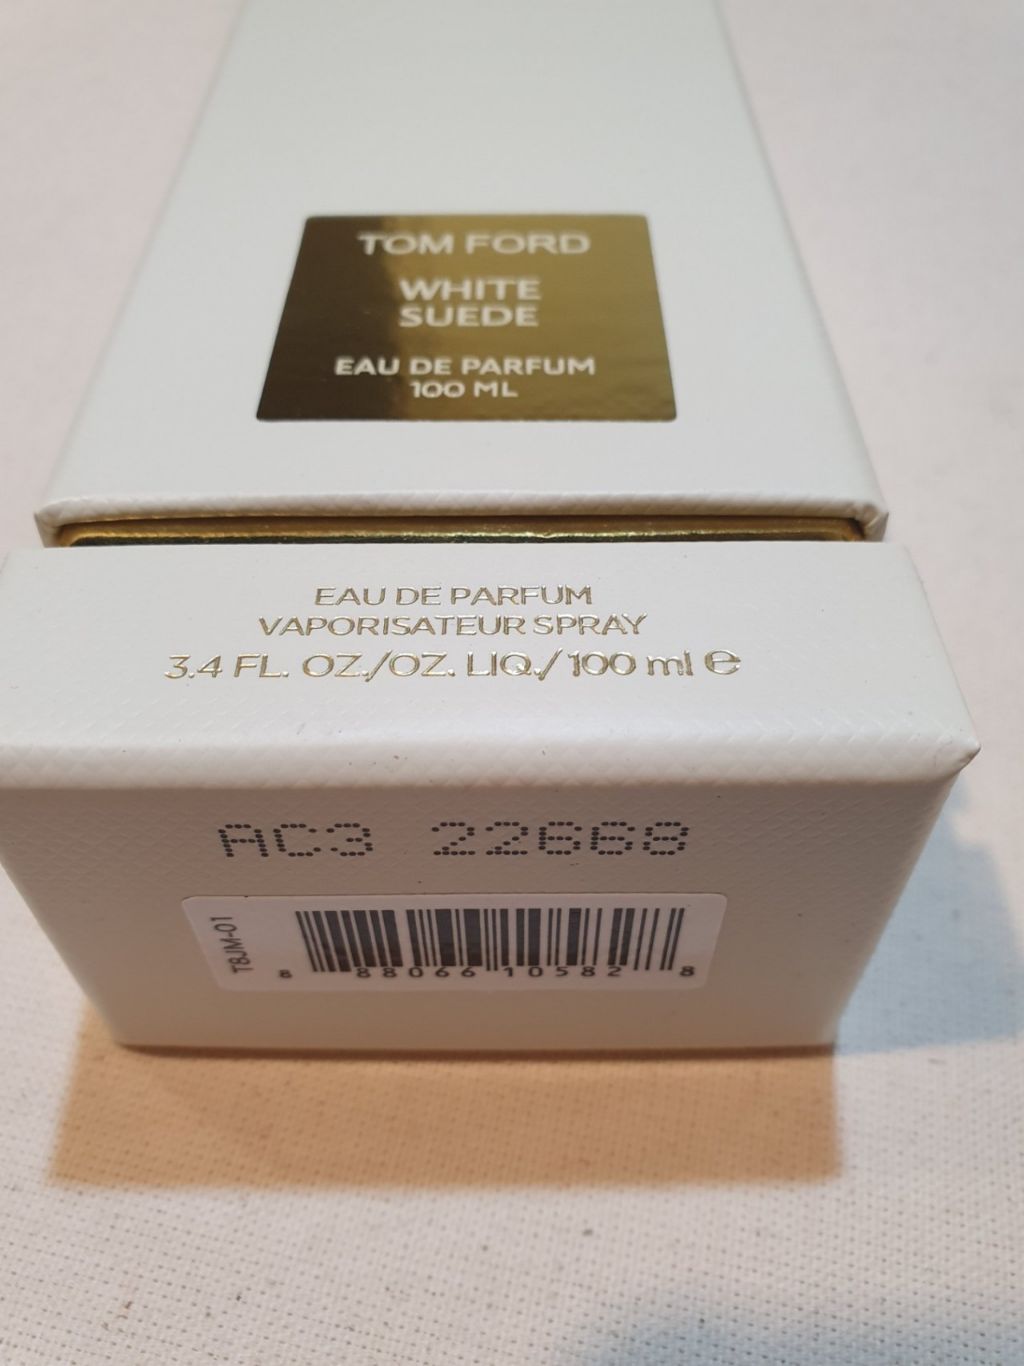 TOM FORD
WHITE
SUEDE
EAU DE PARFUM
100 ML
EAU DE PARFUM
VAPORISATEUR SPRAY
3.4 FL. OZ./OZ. LIQ./100 ml ℮
AC3 22668
T8JM-01
8 88066 10582 8